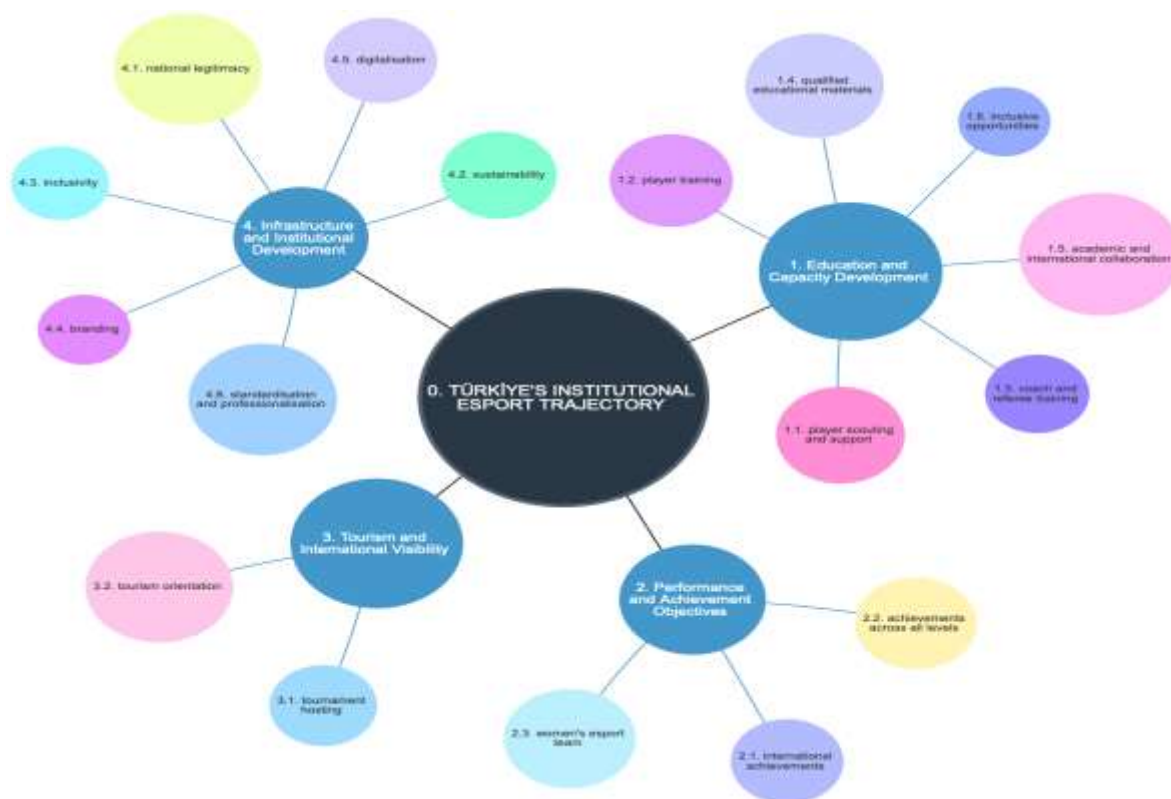 0. TÜRKİYE'S INSTITUTIONAL
ESPORT TRAJECTORY
1. Education and
Capacity Development
1.1. player scouting
and support
1.2. player training
1.3. coach and
referee training
1.4. qualified
educational materials
1.5. academic and
international collaboration
1.6. inclusive
opportunities
2. Performance
and Achievement
Objectives
2.1. international
achievements
2.2. achievements
across all levels
2.3. women's esport
team
3. Tourism and
International Visibility
3.1. tournament
hosting
3.2. tourism orientation
4. Infrastructure
and Institutional
Development
4.1. national legitimacy
4.2. sustainability
4.3. inclusivity
4.4. branding
4.5. digitalisation
4.6. standardisation
and professionalisation